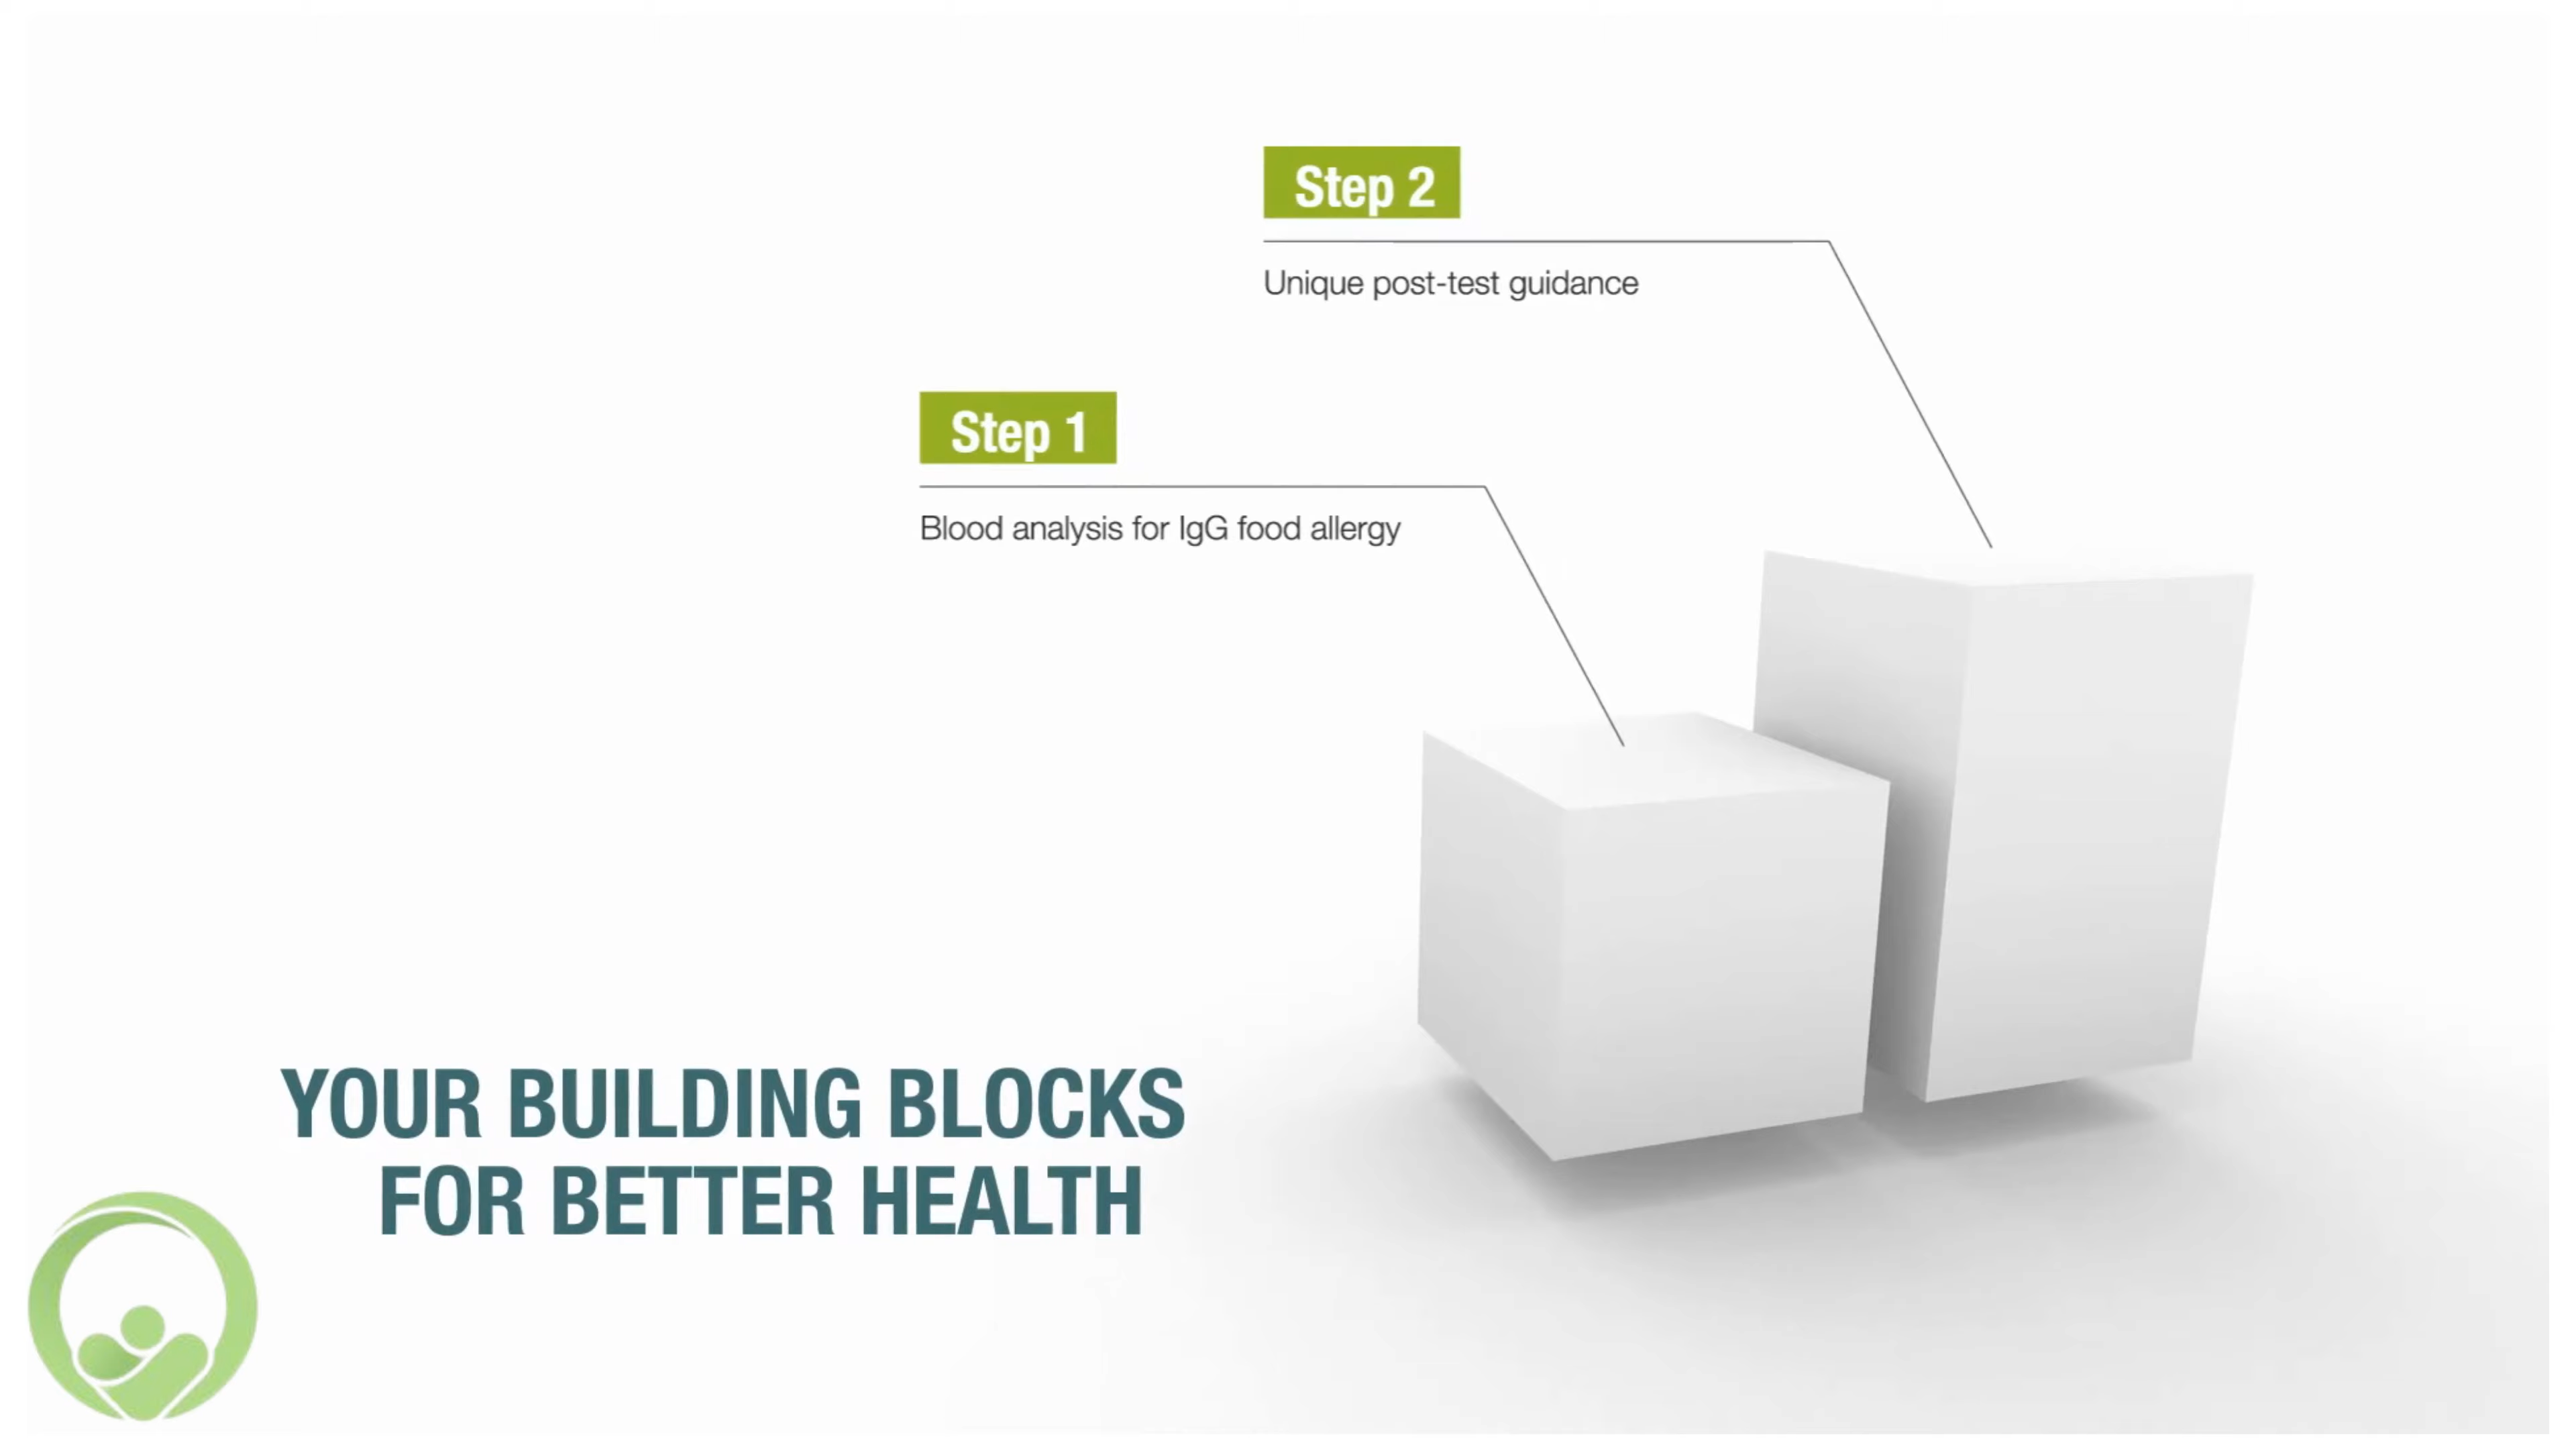 Step 2
Unique post-test guidance
Step 1
Blood analysis for IgG food allergy
YOUR BUILDING BLOCKS
FOR BETTER HEALTH